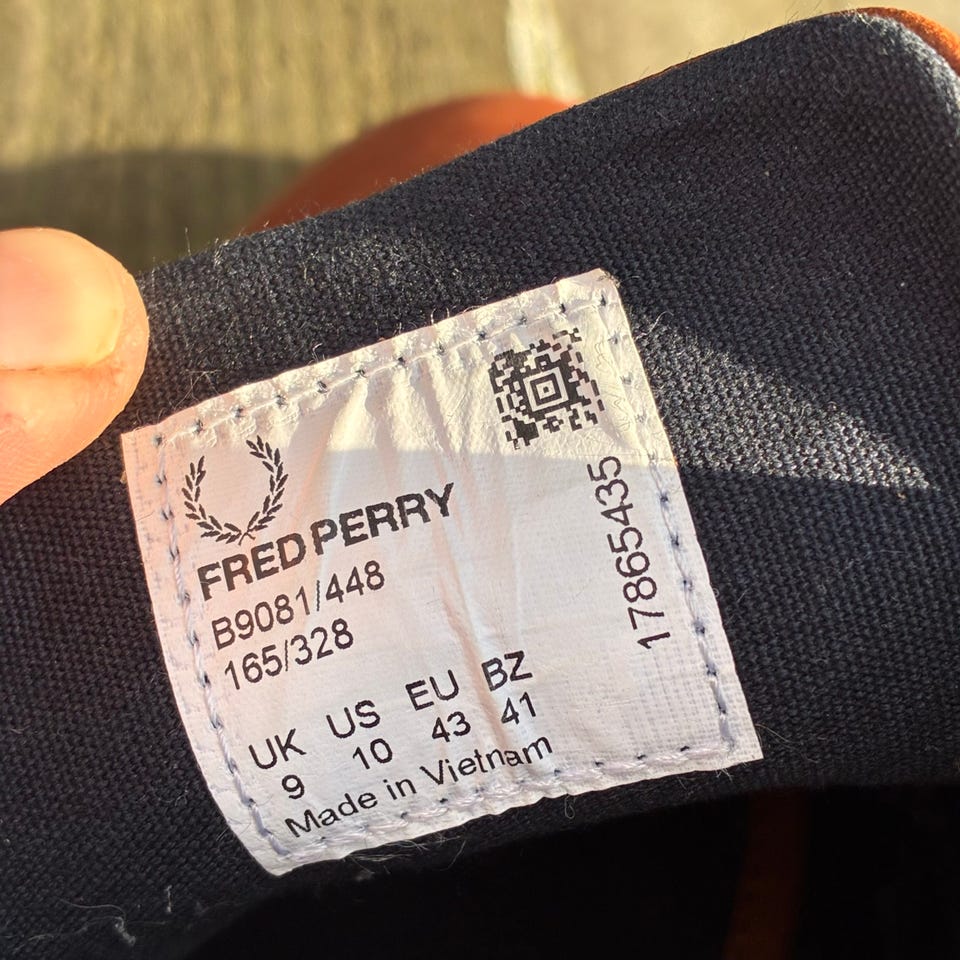 FRED PERRY
B9081/448
165/328
UK US EU BZ
9 10 43 41
Made in Vietnam
17865435